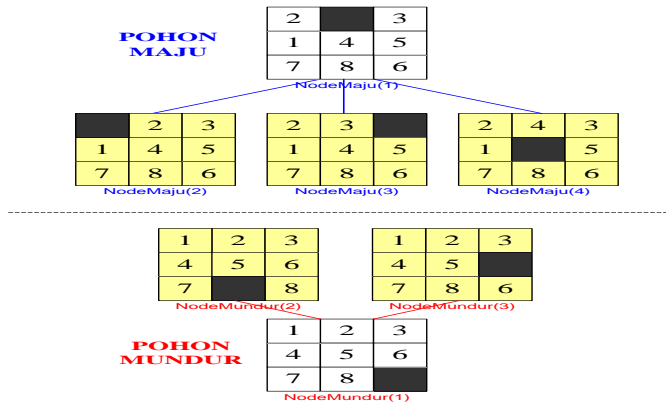 POHON
MAJU
2 3
1 4 5
7 8 6
NodeMaju(1)
2 3
1 4 5
7 8 6
NodeMaju(2)
2 3
1 4 5
7 8 6
NodeMaju(3)
2 4 3
1 5
7 8 6
NodeMaju(4)
1 2 3
4 5 6
7 8
NodeMundur(2)
1 2 3
4 5
7 8 6
NodeMundur(3)
POHON
MUNDUR
1 2 3
4 5 6
7 8
NodeMundur(1)